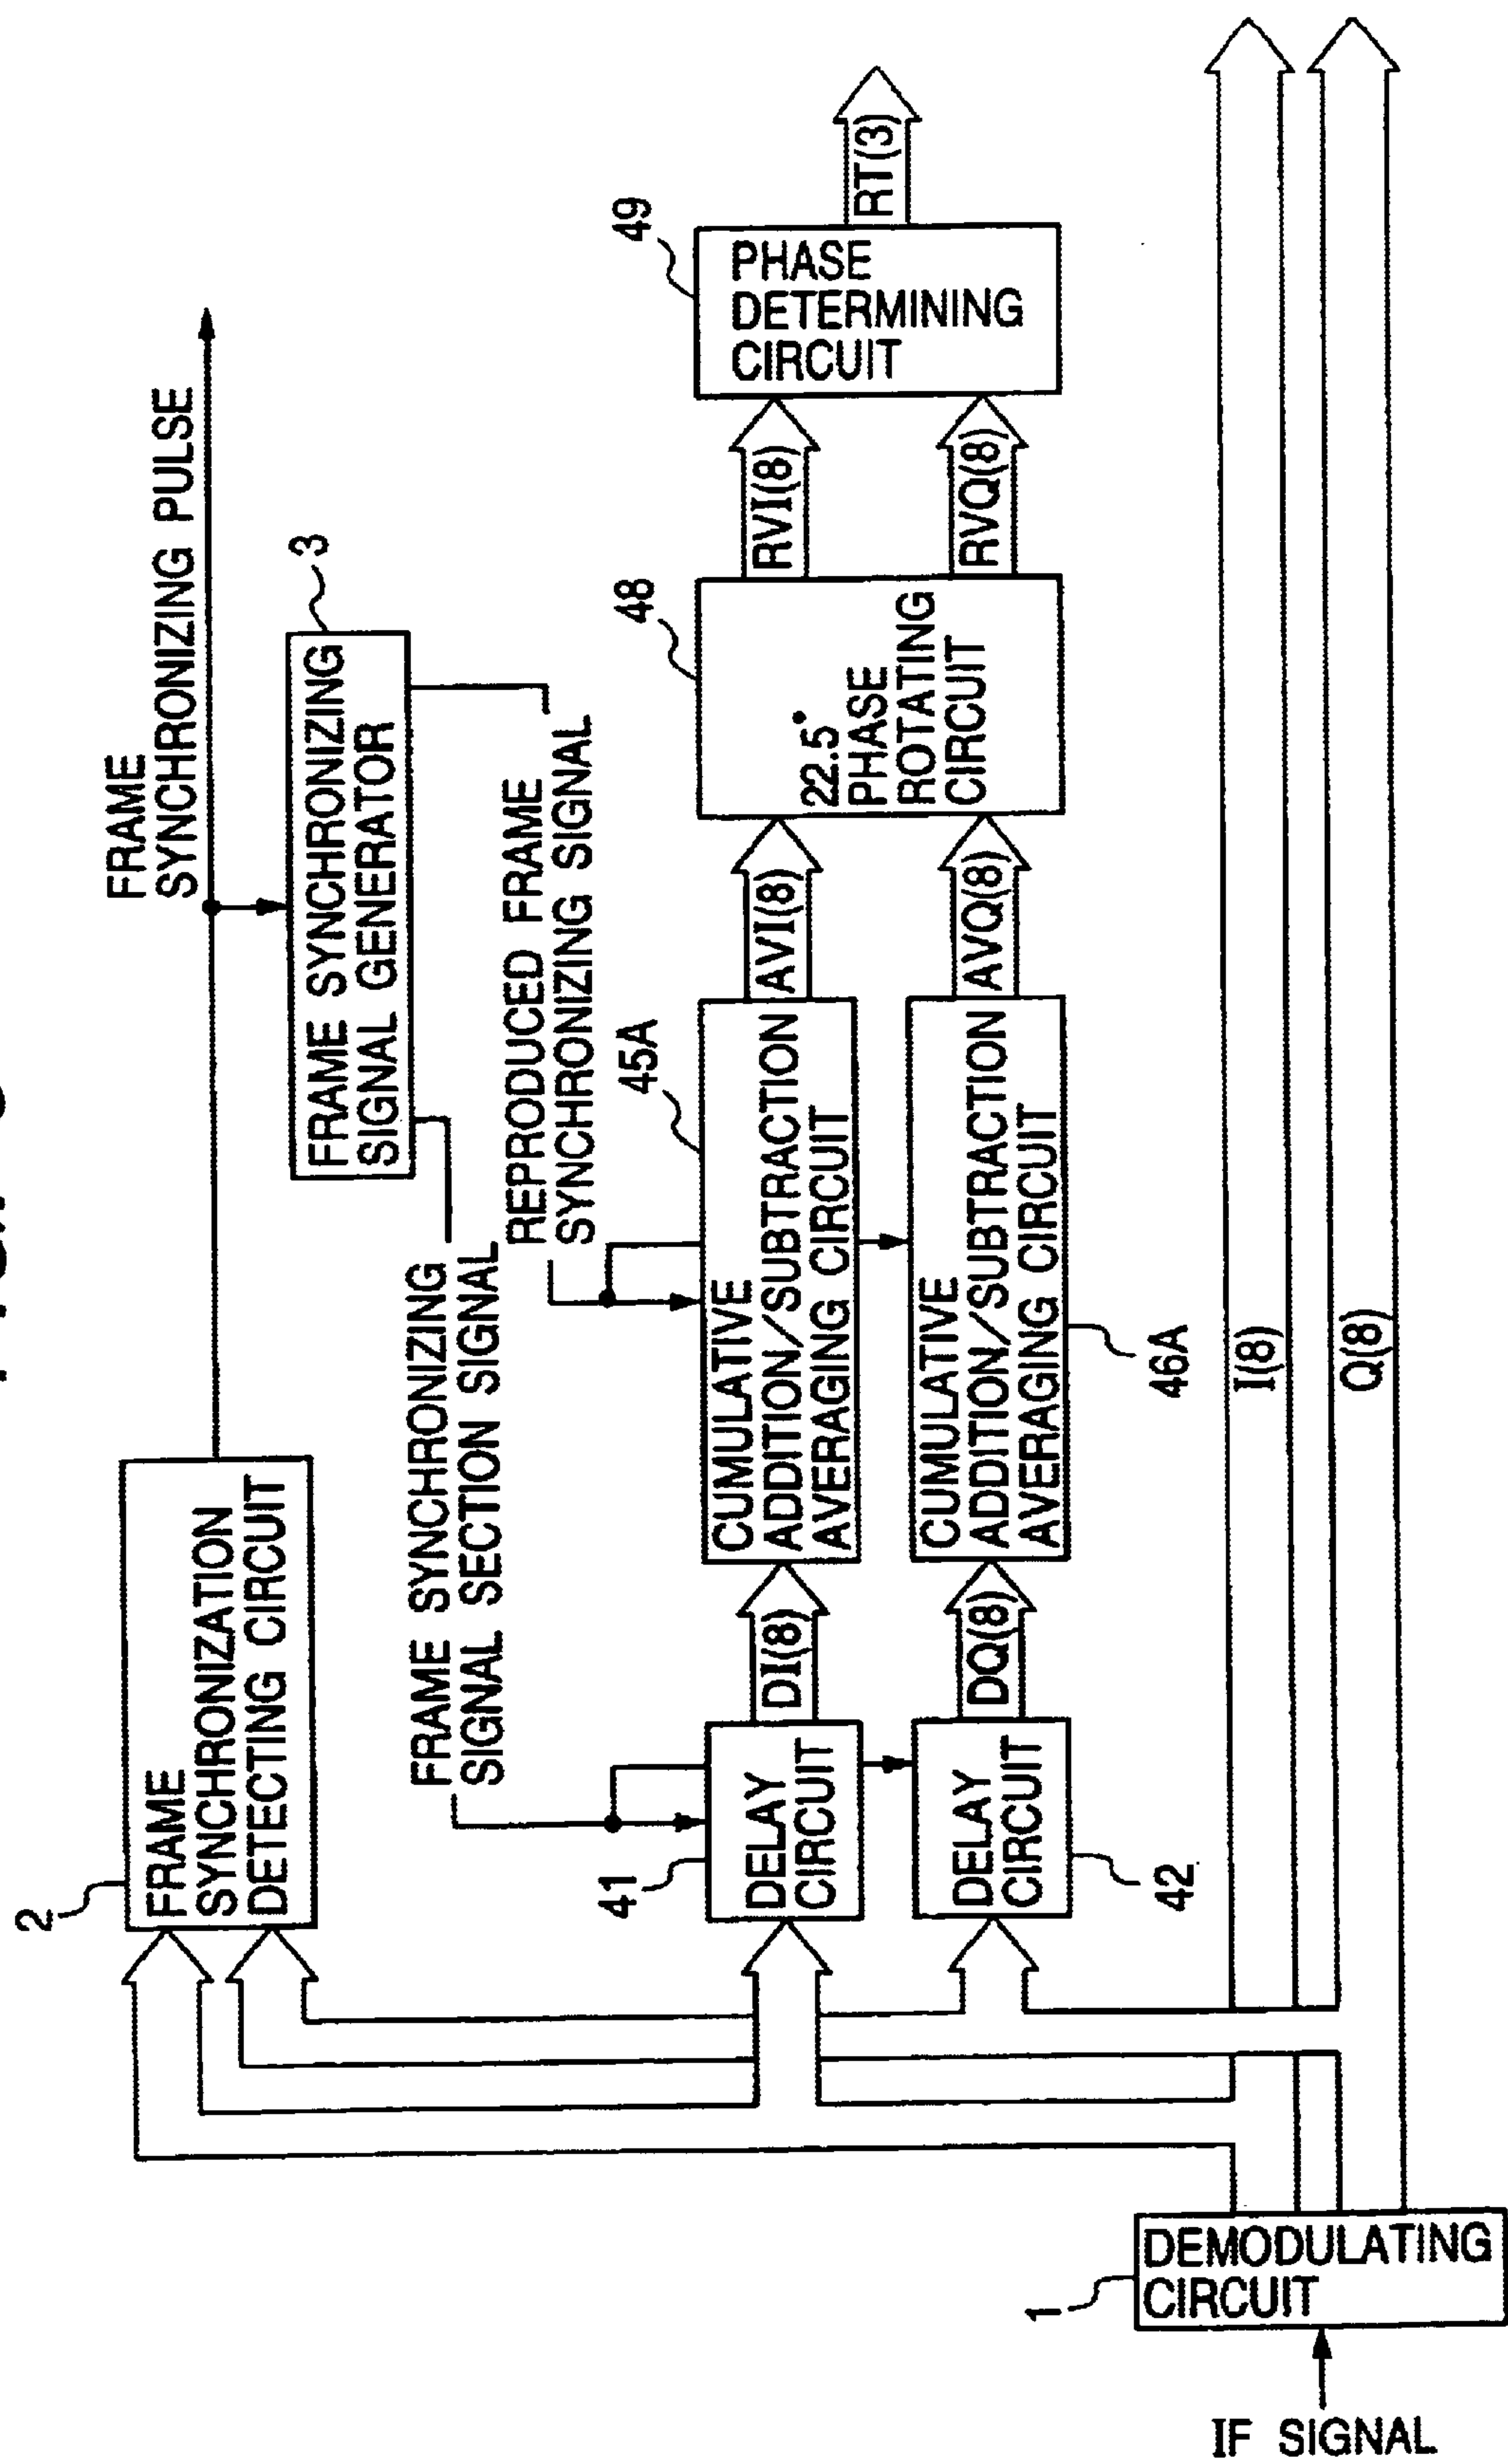 2
FRAME
SYNCHRONIZATION
DETECTING CIRCUIT
FRAME
SYNCHRONIZING PULSE
3
FRAME SYNCHRONIZING
SIGNAL GENERATOR
FRAME SYNCHRONIZING
SIGNAL SECTION SIGNAL
REPRODUCED FRAME
SYNCHRONIZING SIGNAL
41
DELAY
CIRCUIT
DI(8)
45A
CUMULATIVE
ADDITION/SUBTRACTION
AVERAGING CIRCUIT
AVI(8)
48
22.5°
PHASE
ROTATING
CIRCUIT
RVI(8)
49
PHASE
DETERMINING
CIRCUIT
RT(3)
DELAY
CIRCUIT
42
DQ(8)
CUMULATIVE
ADDITION/SUBTRACTION
AVERAGING CIRCUIT
46A
AVQ(8)
RVQ(8)
1
DEMODULATING
CIRCUIT
IF SIGNAL
I(8)
Q(8)